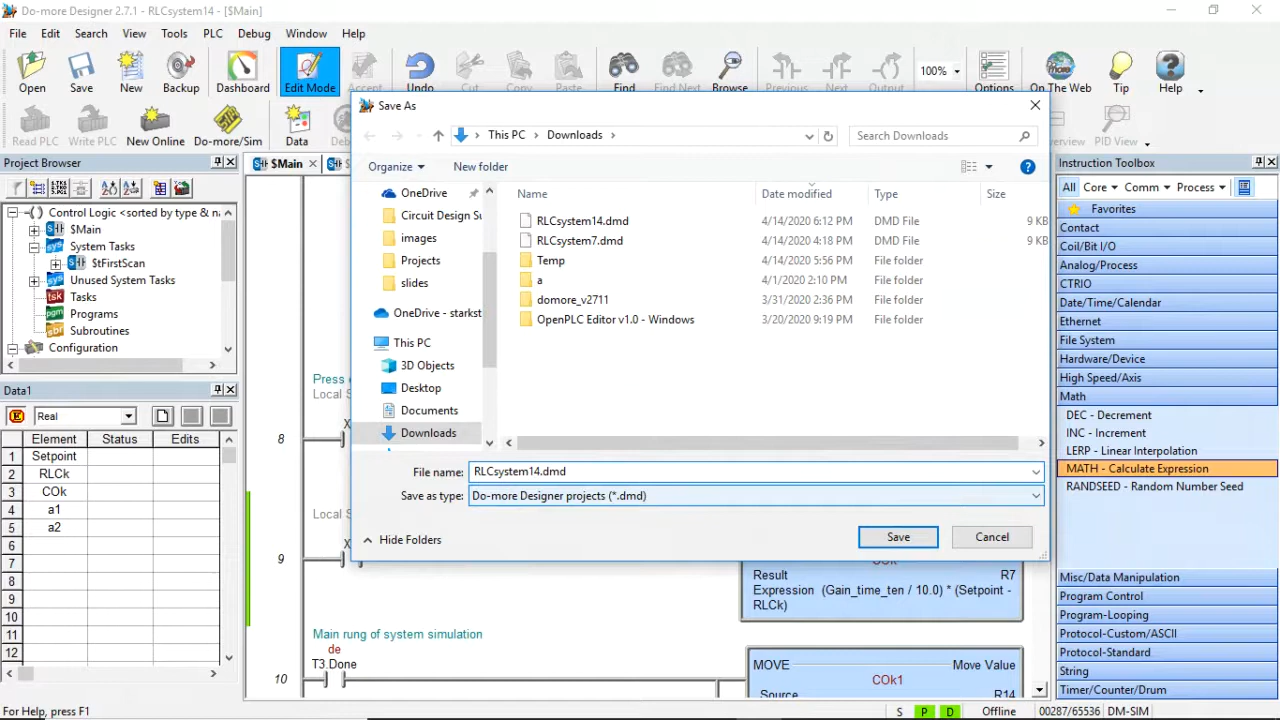 Do-more Designer 2.7.1 - RLCsystem14 - [$Main]
File Edit Search View Tools PLC Debug Window Help
Open Save New Backup Dashboard Edit Mode Accept Undo Cut Copy Paste Find Find Next Browse Previous Next Output 100% Options On The Web Tip Help
Read PLC Write PLC New Online Do-more/Sim Data PID View
Project Browser
Control Logic <sorted by type & na
$Main
System Tasks
$tFirstScan
Unused System Tasks
Tasks
Programs
Subroutines
Configuration
Data1
Real
Element Status Edits
1 Setpoint
2 RLCk
3 COk
4 a1
5 a2
6
7
8
9
10
11
12
$Main
Press
Local S
8
Local S
9
Result R7
Expression (Gain_time_ten / 10.0) * (Setpoint -
RLCk)
Main rung of system simulation
de
T3.Done
10
MOVE Move Value
COk1
Source R14
Save As
This PC Downloads
Search Downloads
Organize New folder
OneDrive
Circuit Design Su
images
Projects
slides
OneDrive - starkst
This PC
3D Objects
Desktop
Documents
Downloads
Name Date modified Type Size
RLCsystem14.dmd 4/14/2020 6:12 PM DMD File 9 KB
RLCsystem7.dmd 4/14/2020 4:18 PM DMD File 9 KB
Temp 4/14/2020 5:56 PM File folder
a 4/1/2020 2:10 PM File folder
domore_v2711 3/31/2020 2:36 PM File folder
OpenPLC Editor v1.0 - Windows 3/20/2020 9:19 PM File folder
File name: RLCsystem14.dmd
Save as type: Do-more Designer projects (*.dmd)
Hide Folders
Save Cancel
Instruction Toolbox
All Core Comm Process
Favorites
Contact
Coil/Bit I/O
Analog/Process
CTRIO
Date/Time/Calendar
Ethernet
File System
Hardware/Device
High Speed/Axis
Math
DEC - Decrement
INC - Increment
LERP - Linear Interpolation
MATH - Calculate Expression
RANDSEED - Random Number Seed
Misc/Data Manipulation
Program Control
Program-Looping
Protocol-Custom/ASCII
Protocol-Standard
String
Timer/Counter/Drum
For Help, press F1
S P D Offline 00287/65536 DM-SIM